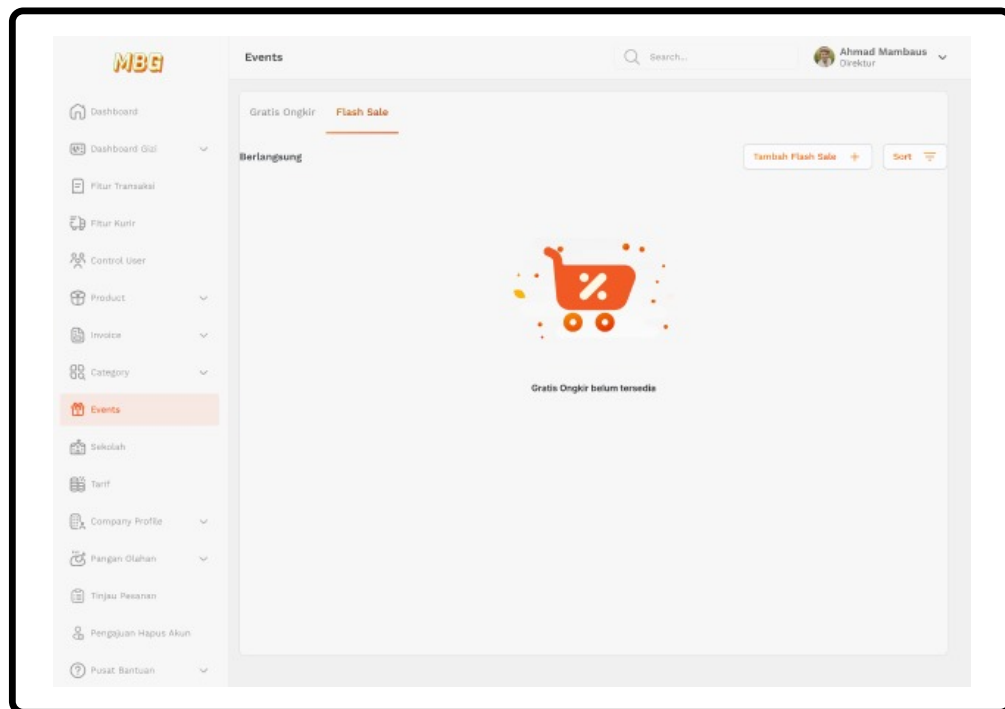 MBG
Events
Search...
Ahmad Mambaus
Direktur
Dashboard
Dashboard Gizi
Fitur Transaksi
Fitur Kurir
Control User
Product
Invoice
Category
Events
Sekolah
Tarif
Company Profile
Pangan Olahan
Tinjau Pesanan
Pengajuan Hapus Akun
Pusat Bantuan
Gratis Ongkir
Flash Sale
Berlangsung
Tambah Flash Sale +
Sort
%
Gratis Ongkir belum tersedia